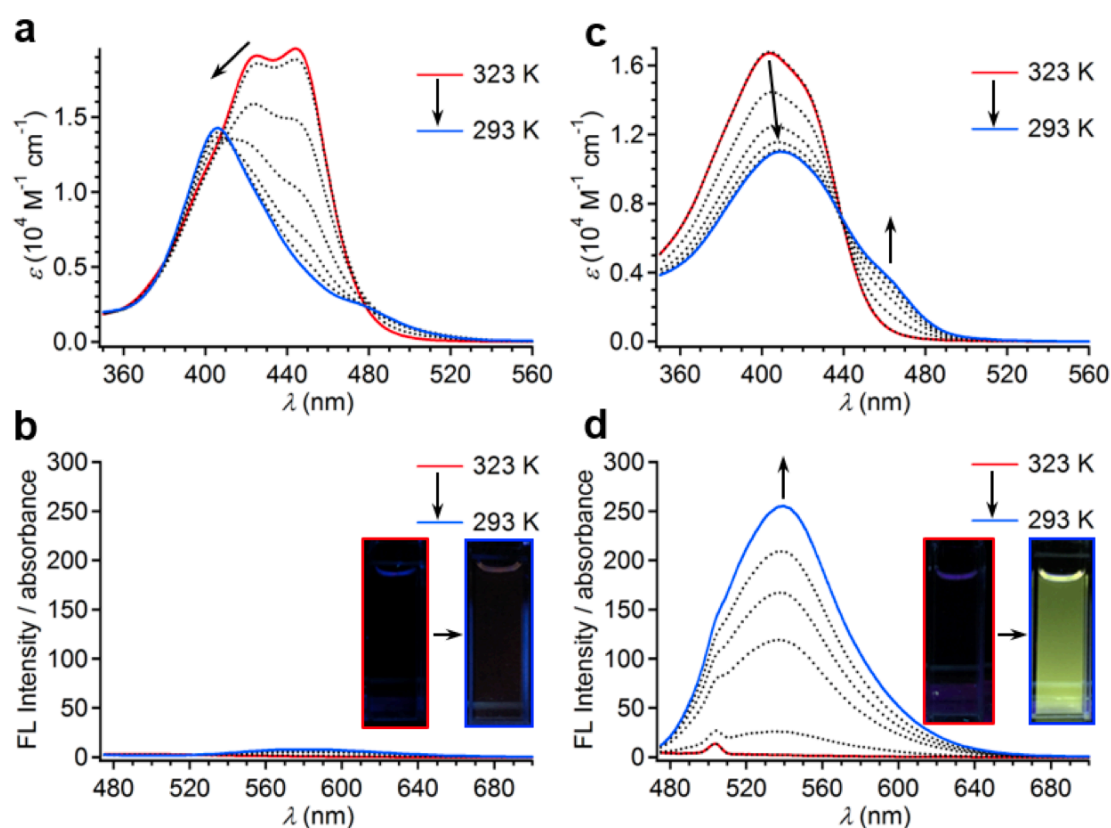 a
ε (10⁴ M⁻¹ cm⁻¹)
1.5
1.0
0.5
0.0
323 K
293 K
360 400 440 480 520 560
λ (nm)
c
ε (10⁴ M⁻¹ cm⁻¹)
1.6
1.2
0.8
0.4
0.0
323 K
293 K
360 400 440 480 520 560
λ (nm)
b
FL Intensity / absorbance
300
250
200
150
100
50
0
323 K
293 K
480 520 560 600 640 680
λ (nm)
d
FL Intensity / absorbance
300
250
200
150
100
50
0
323 K
293 K
480 520 560 600 640 680
λ (nm)